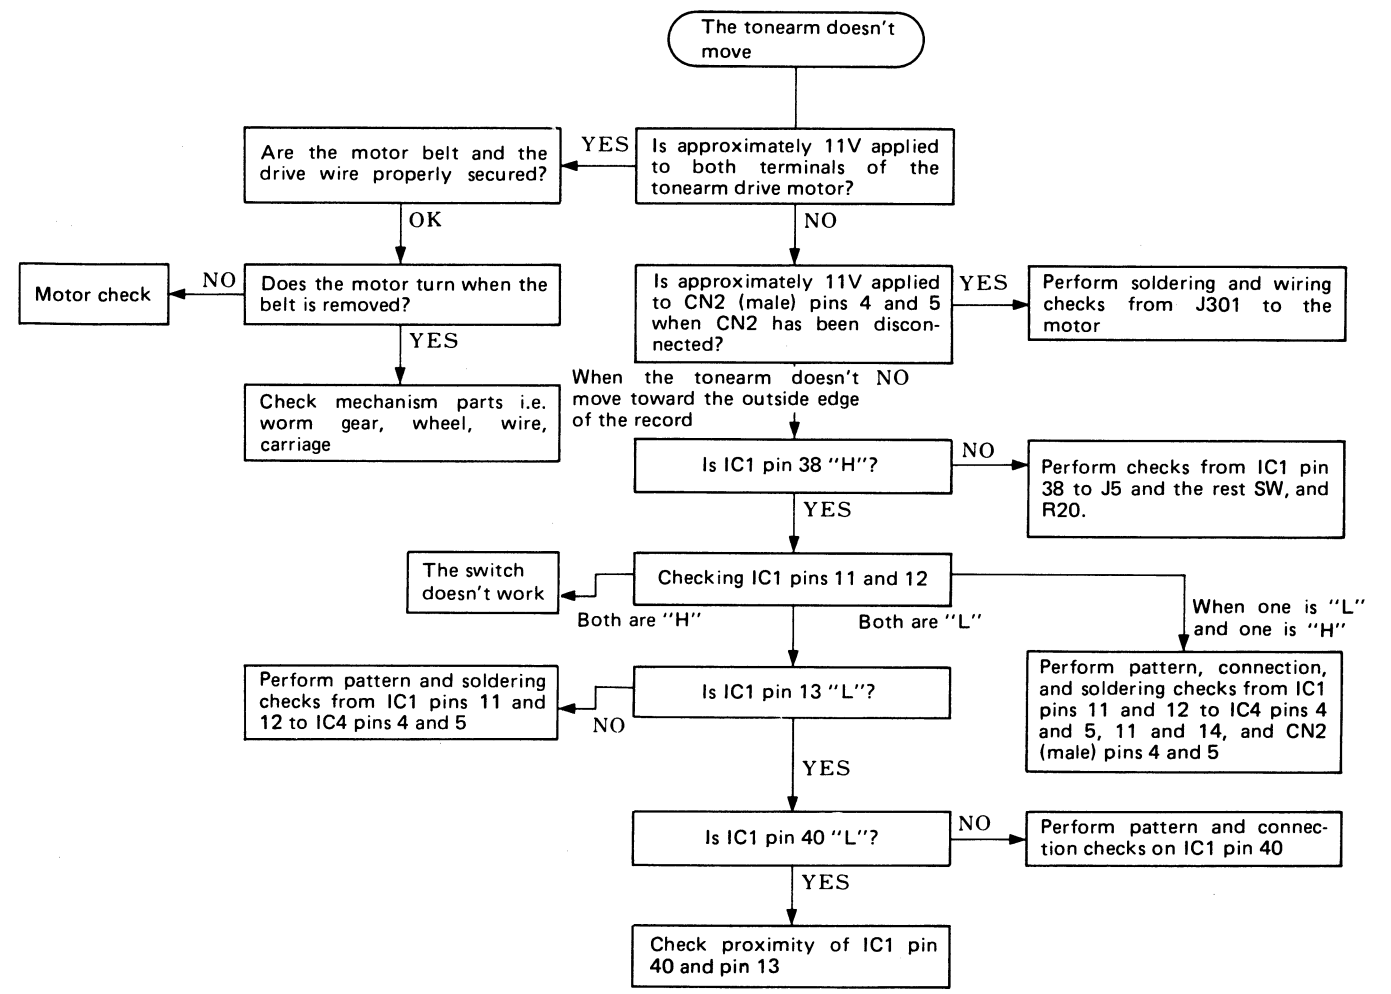 The tonearm doesn't
move
Is approximately 11V applied
to both terminals of the
tonearm drive motor?
YES
Are the motor belt and the
drive wire properly secured?
OK
NO
Does the motor turn when the
belt is removed?
NO
Motor check
YES
Check mechanism parts i.e.
worm gear, wheel, wire,
carriage
Is approximately 11V applied
to CN2 (male) pins 4 and 5
when CN2 has been discon-
nected?
YES
Perform soldering and wiring
checks from J301 to the
motor
When the tonearm doesn't
move toward the outside edge
of the record
NO
Is IC1 pin 38 "H"?
NO
Perform checks from IC1 pin
38 to J5 and the rest SW, and
R20.
YES
Checking IC1 pins 11 and 12
The switch
doesn't work
Both are "H"
Both are "L"
When one is "L"
and one is "H"
Perform pattern, connection,
and soldering checks from IC1
pins 11 and 12 to IC4 pins 4
and 5, 11 and 14, and CN2
(male) pins 4 and 5
Is IC1 pin 13 "L"?
NO
Perform pattern and soldering
checks from IC1 pins 11 and
12 to IC4 pins 4 and 5
YES
Is IC1 pin 40 "L"?
NO
Perform pattern and connec-
tion checks on IC1 pin 40
YES
Check proximity of IC1 pin
40 and pin 13